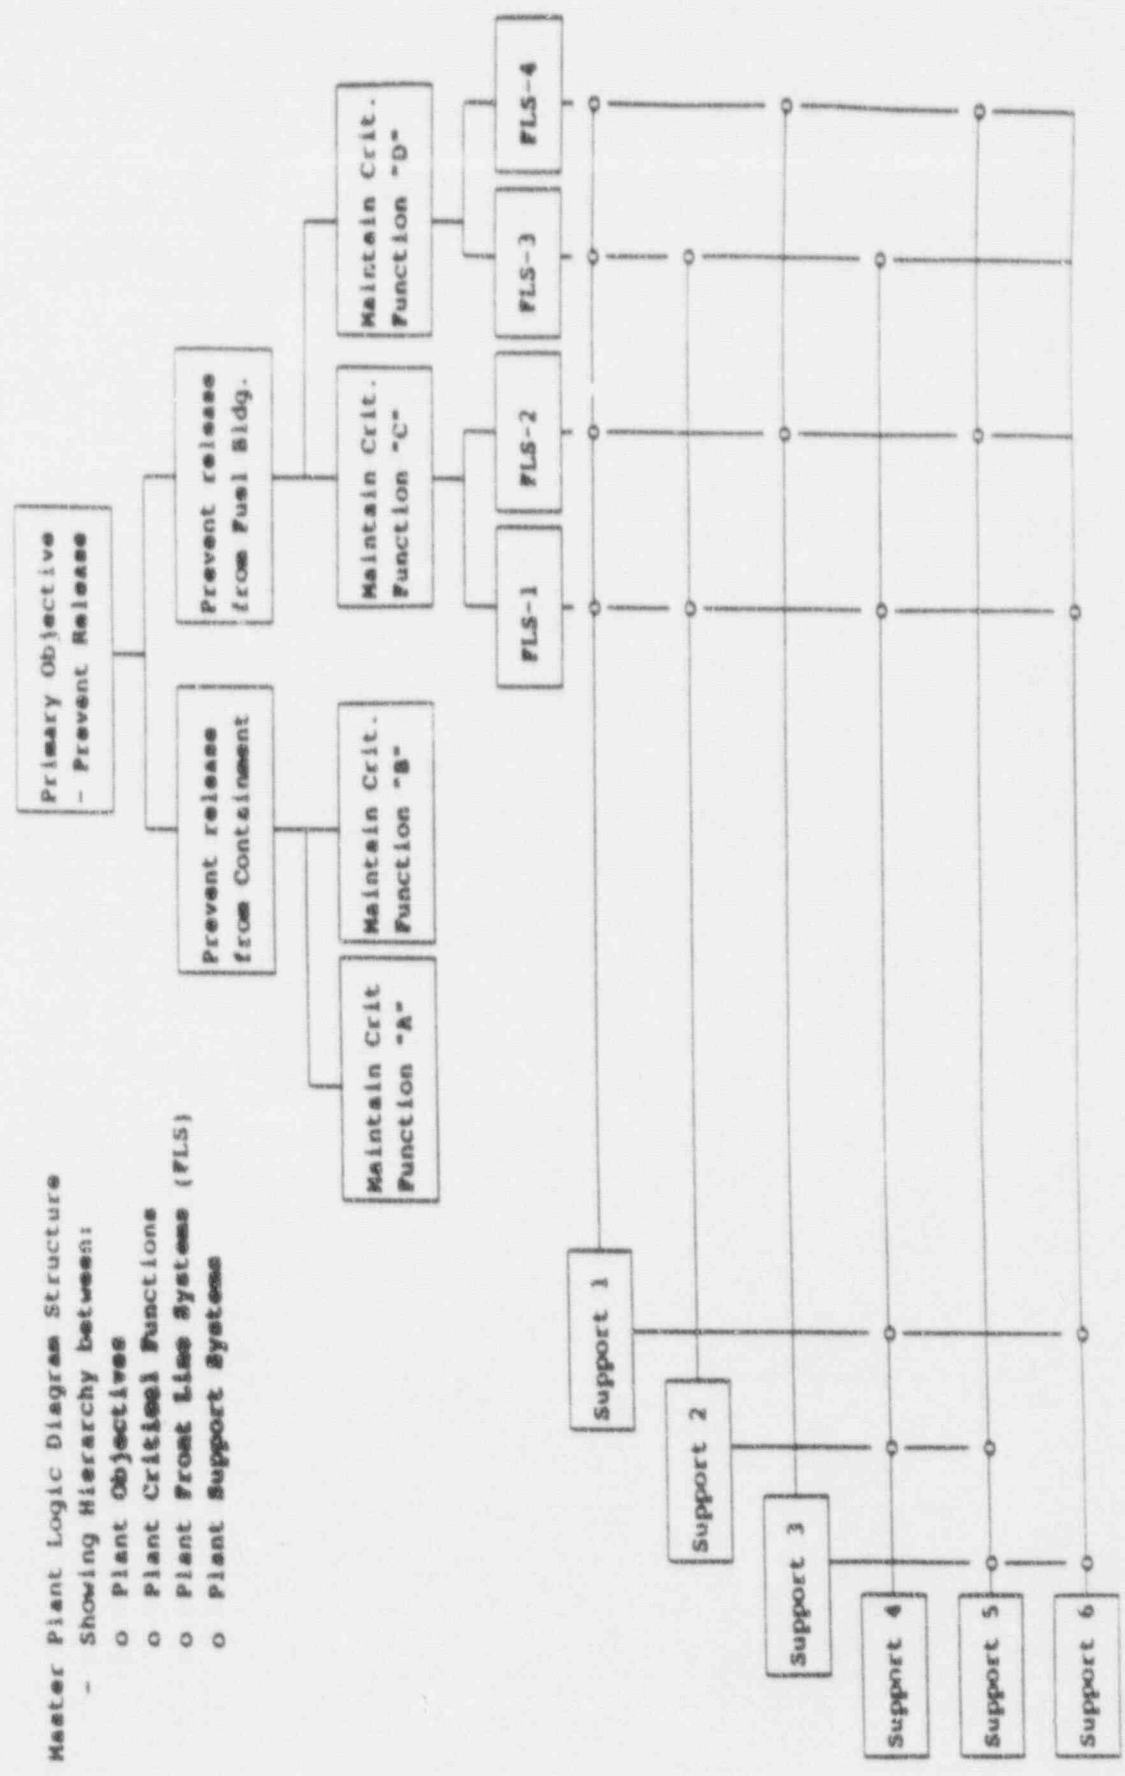 Master Plant Logic Diagram Structure
- Showing Hierarchy between:
o Plant Objectives
o Plant Critical Functions
o Plant Front Line Systems (FLS)
o Plant Support Systems
Primary Objective
- Prevent Release
Prevent release
from Containment
Prevent release
from Fuel Bldg.
Maintain Crit
Function "A"
Maintain Crit.
Function "B"
Maintain Crit.
Function "C"
Maintain Crit.
Function "D"
FLS-1
FLS-2
FLS-3
FLS-4
Support 1
Support 2
Support 3
Support 4
Support 5
Support 6